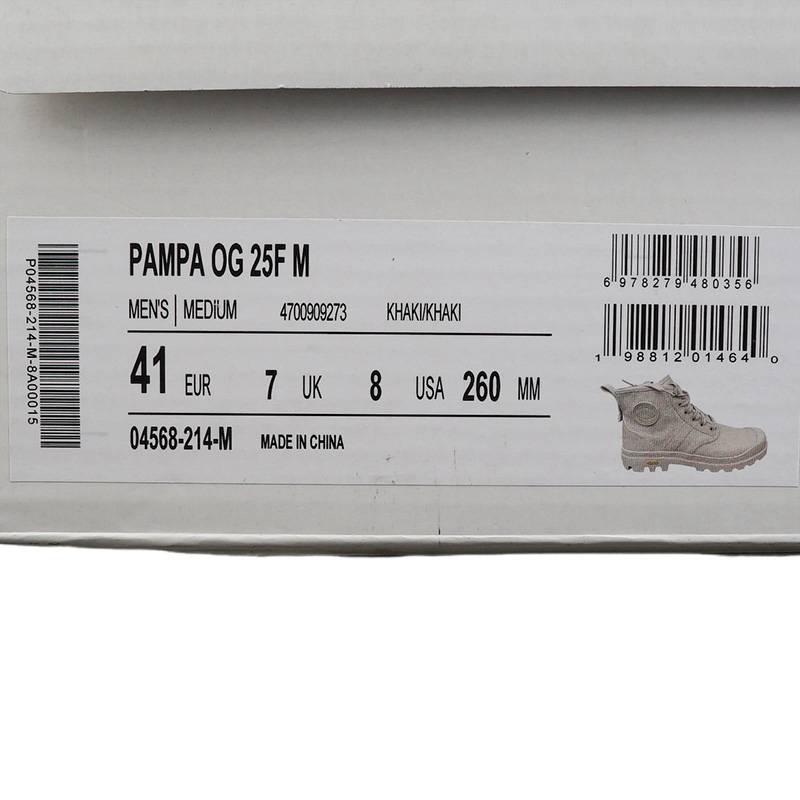 PAMPA OG 25F M
MEN'S MEDiUM 4700909273 KHAKI/KHAKI
41 EUR 7 UK 8 USA 260 MM
04568-214-M MADE IN CHINA
P04568-214-M-8A00015
6 978279 480356
1 98812 01464 0